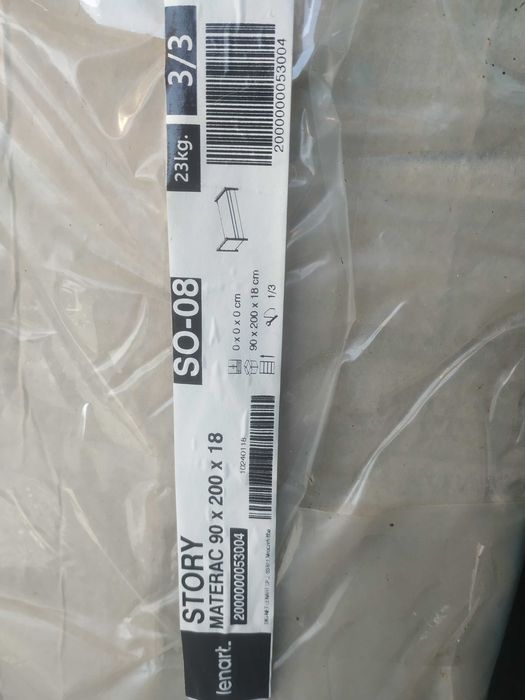 lenart.
STORY
MATERAC 90 x 200 x 18
2000000053004
10240118
SO-08
0 x 0 x 0 cm
90 x 200 x 18 cm
1/3
23kg.
3/3
2000000053004